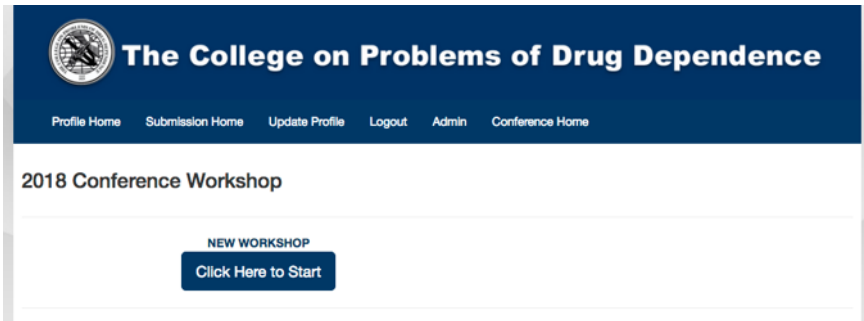 The College on Problems of Drug Dependence
Profile Home Submission Home Update Profile Logout Admin Conference Home
2018 Conference Workshop
NEW WORKSHOP
Click Here to Start